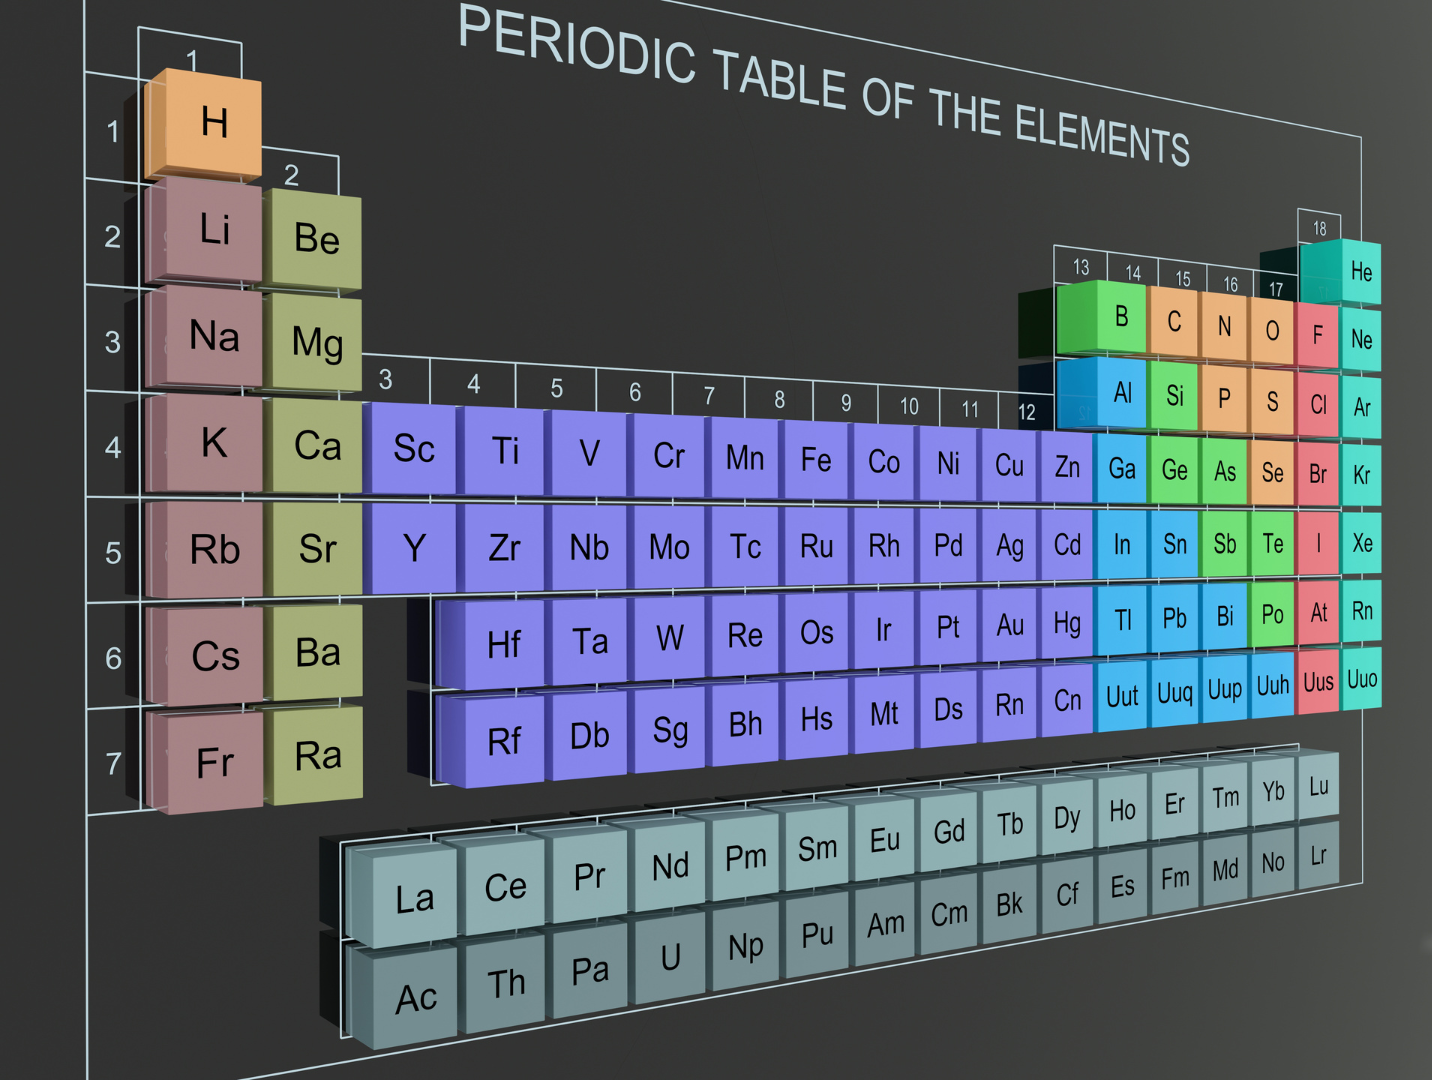 PERIODIC TABLE OF THE ELEMENTS
1
18
1 H 2 13 14 15 16 17 He
2 Li Be B C N O F Ne
3 Na Mg 3 4 5 6 7 8 9 10 11 12 Al Si P S Cl Ar
4 K Ca Sc Ti V Cr Mn Fe Co Ni Cu Zn Ga Ge As Se Br Kr
5 Rb Sr Y Zr Nb Mo Tc Ru Rh Pd Ag Cd In Sn Sb Te I Xe
6 Cs Ba Hf Ta W Re Os Ir Pt Au Hg Tl Pb Bi Po At Rn
7 Fr Ra Rf Db Sg Bh Hs Mt Ds Rn Cn Uut Uuq Uup Uuh Uus Uuo
La Ce Pr Nd Pm Sm Eu Gd Tb Dy Ho Er Tm Yb Lu
Ac Th Pa U Np Pu Am Cm Bk Cf Es Fm Md No Lr